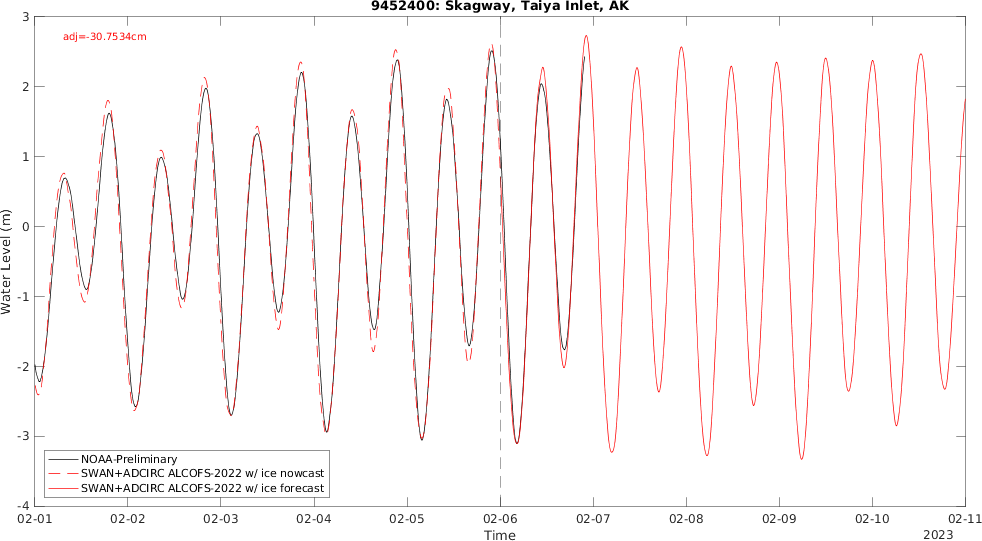 9452400: Skagway, Taiya Inlet, AK
adj=-30.7534cm
3
2
1
0
-1
-2
-3
-4
Water Level (m)
NOAA-Preliminary
SWAN+ADCIRC ALCOFS-2022 w/ ice nowcast
SWAN+ADCIRC ALCOFS-2022 w/ ice forecast
02-01 02-02 02-03 02-04 02-05 02-06 02-07 02-08 02-09 02-10 02-11
Time
2023